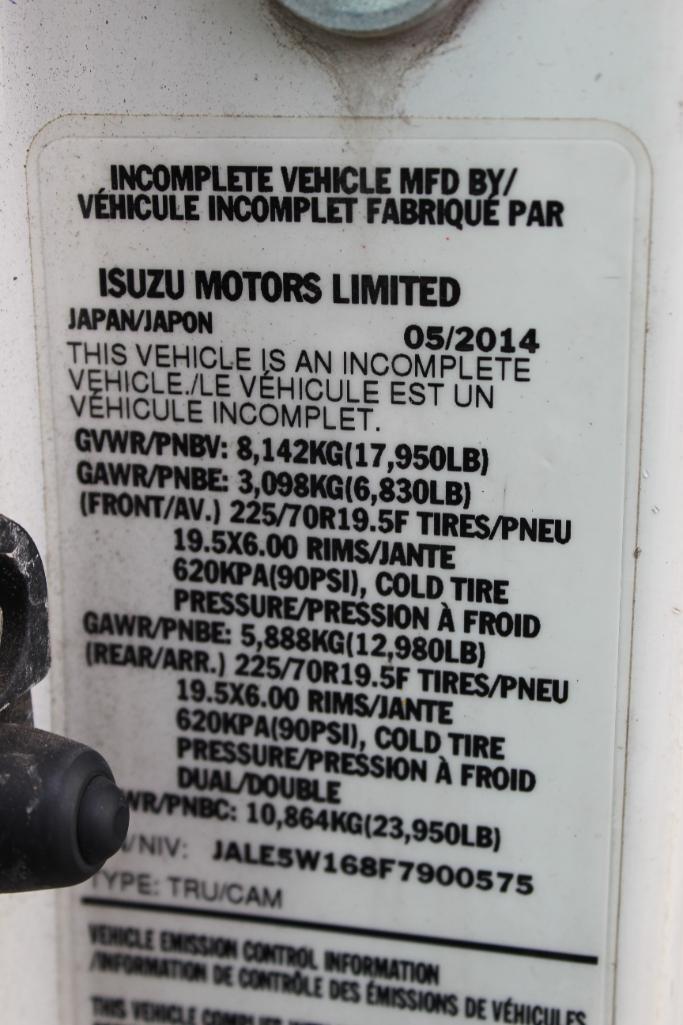 INCOMPLETE VEHICLE MFD BY/
VÉHICULE INCOMPLET FABRIQUÉ PAR
ISUZU MOTORS LIMITED
JAPAN/JAPON 05/2014
THIS VEHICLE IS AN INCOMPLETE
VEHICLE./LE VÉHICULE EST UN
VÉHICULE INCOMPLET.
GVWR/PNBV: 8,142KG(17,950LB)
GAWR/PNBE: 3,098KG(6,830LB)
(FRONT/AV.) 225/70R19.5F TIRES/PNEU
19.5X6.00 RIMS/JANTE
620KPA(90PSI), COLD TIRE
PRESSURE/PRESSION À FROID
GAWR/PNBE: 5,888KG(12,980LB)
(REAR/ARR.) 225/70R19.5F TIRES/PNEU
19.5X6.00 RIMS/JANTE
620KPA(90PSI), COLD TIRE
PRESSURE/PRESSION À FROID
DUAL/DOUBLE
WR/PNBC: 10,864KG(23,950LB)
/NIV: JALE5W168F7900575
TYPE: TRU/CAM
VEHICLE EMISSION CONTROL INFORMATION
/INFORMATION DE CONTRÔLE DES ÉMISSIONS DE VÉHICULES
THIS VEHICLE COMPLIES